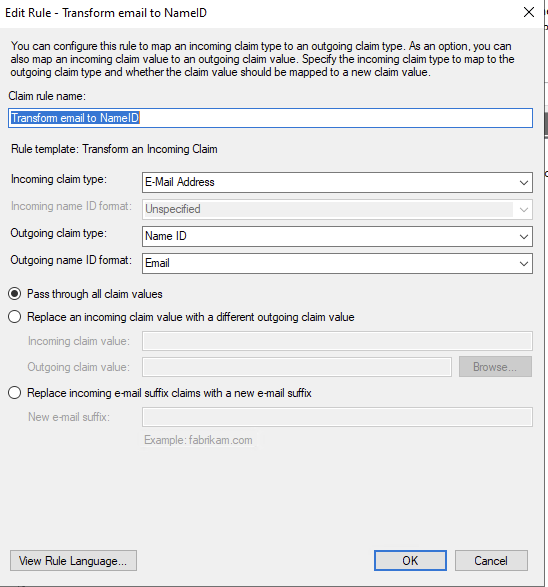 Edit Rule - Transform email to NameID
You can configure this rule to map an incoming claim type to an outgoing claim type. As an option, you can
also map an incoming claim value to an outgoing claim value. Specify the incoming claim type to map to the
outgoing claim type and whether the claim value should be mapped to a new claim value.
Claim rule name:
Transform email to NameID
Rule template: Transform an Incoming Claim
Incoming claim type: E-Mail Address
Incoming name ID format: Unspecified
Outgoing claim type: Name ID
Outgoing name ID format: Email
Pass through all claim values
Replace an incoming claim value with a different outgoing claim value
Incoming claim value:
Outgoing claim value: Browse...
Replace incoming e-mail suffix claims with a new e-mail suffix
New e-mail suffix:
Example: fabrikam.com
View Rule Language... OK Cancel